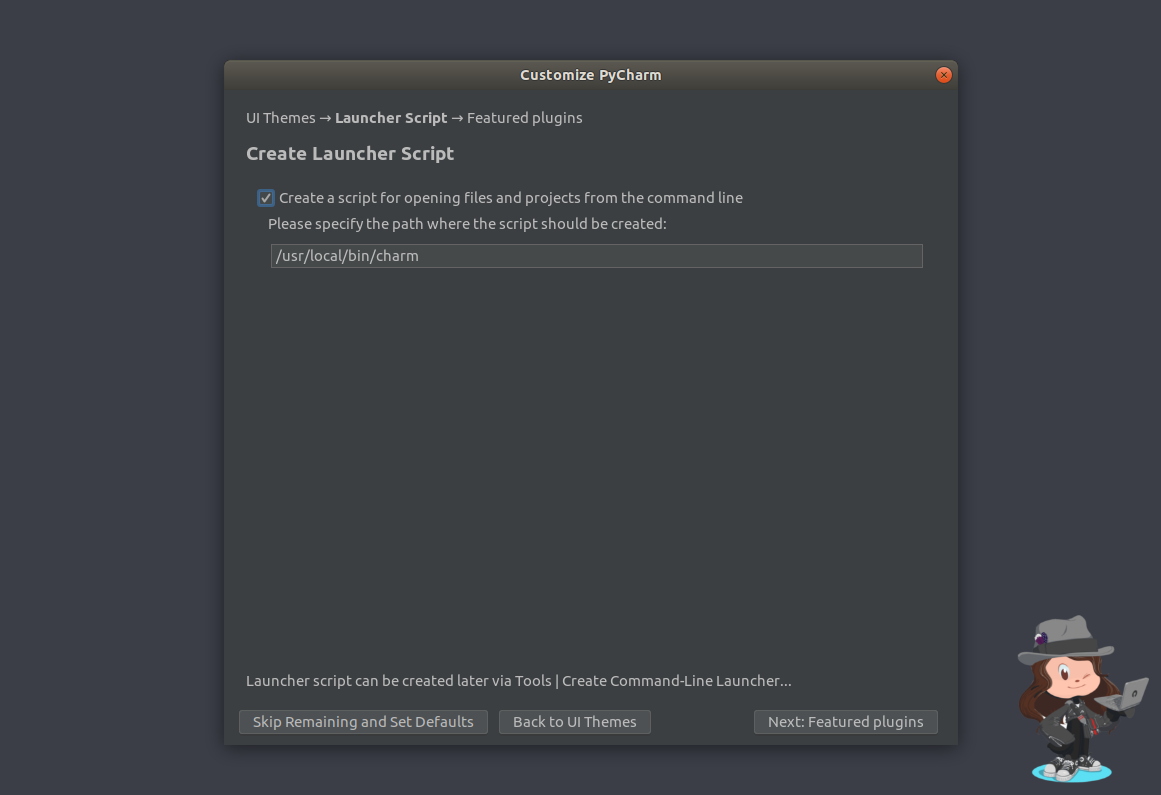 Customize PyCharm
UI Themes → Launcher Script → Featured plugins
Create Launcher Script
Create a script for opening files and projects from the command line
Please specify the path where the script should be created:
/usr/local/bin/charm
Launcher script can be created later via Tools | Create Command-Line Launcher...
Skip Remaining and Set Defaults
Back to UI Themes
Next: Featured plugins